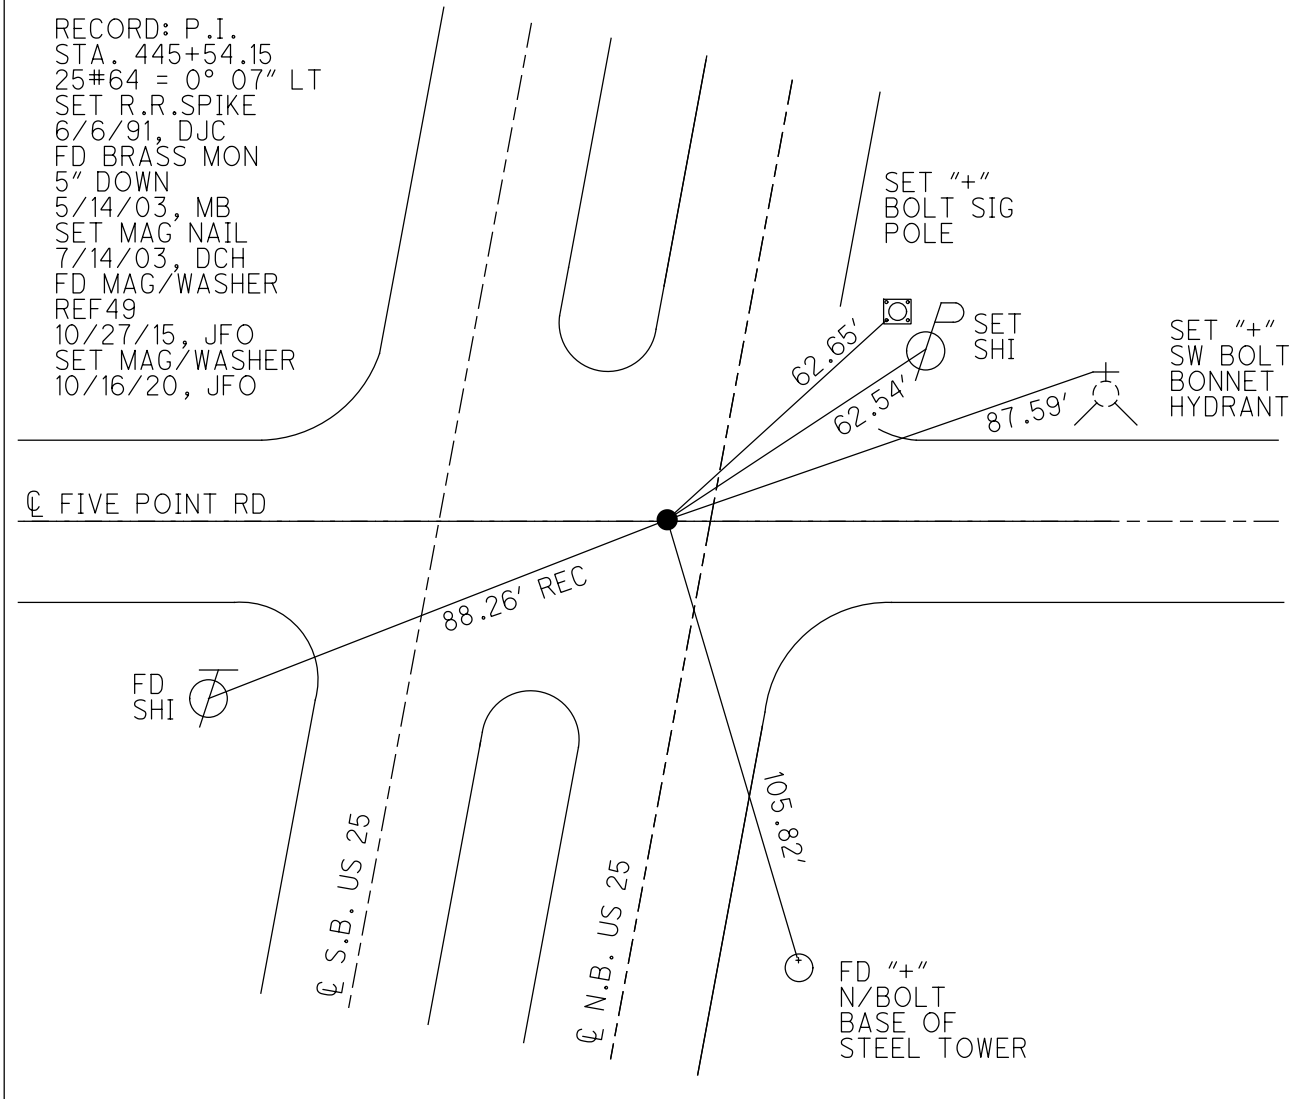 RECORD: P.I.
STA. 445+54.15
25#64 = 0° 07" LT
SET R.R.SPIKE
6/6/91, DJC
FD BRASS MON
5" DOWN
5/14/03, MB
SET MAG NAIL
7/14/03, DCH
FD MAG/WASHER
REF49
10/27/15, JFO
SET MAG/WASHER
10/16/20, JFO
SET "+"
BOLT SIG
POLE
SET
SHI
SET "+"
SW BOLT
BONNET
HYDRANT
62.65'
62.54'
87.59'
℄ FIVE POINT RD
88.26' REC
FD
SHI
105.82'
℄ S.B. US 25
℄ N.B. US 25
FD "+"
N/BOLT
BASE OF
STEEL TOWER